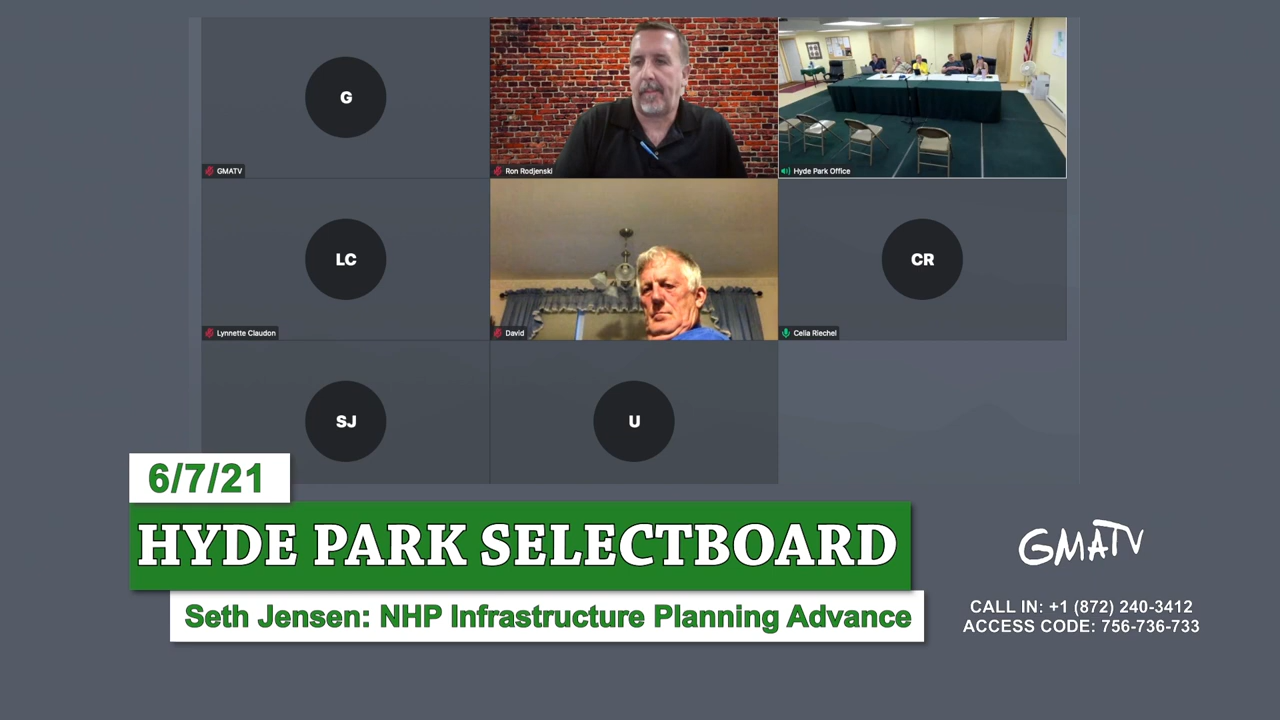 G
GMATV
Ron Rodjenski
Hyde Park Office
LC
Lynnette Claudon
David
CR
Celia Riechel
SJ
U
6/7/21
HYDE PARK SELECTBOARD
Seth Jensen: NHP Infrastructure Planning Advance
GMATV
CALL IN: +1 (872) 240-3412
ACCESS CODE: 756-736-733